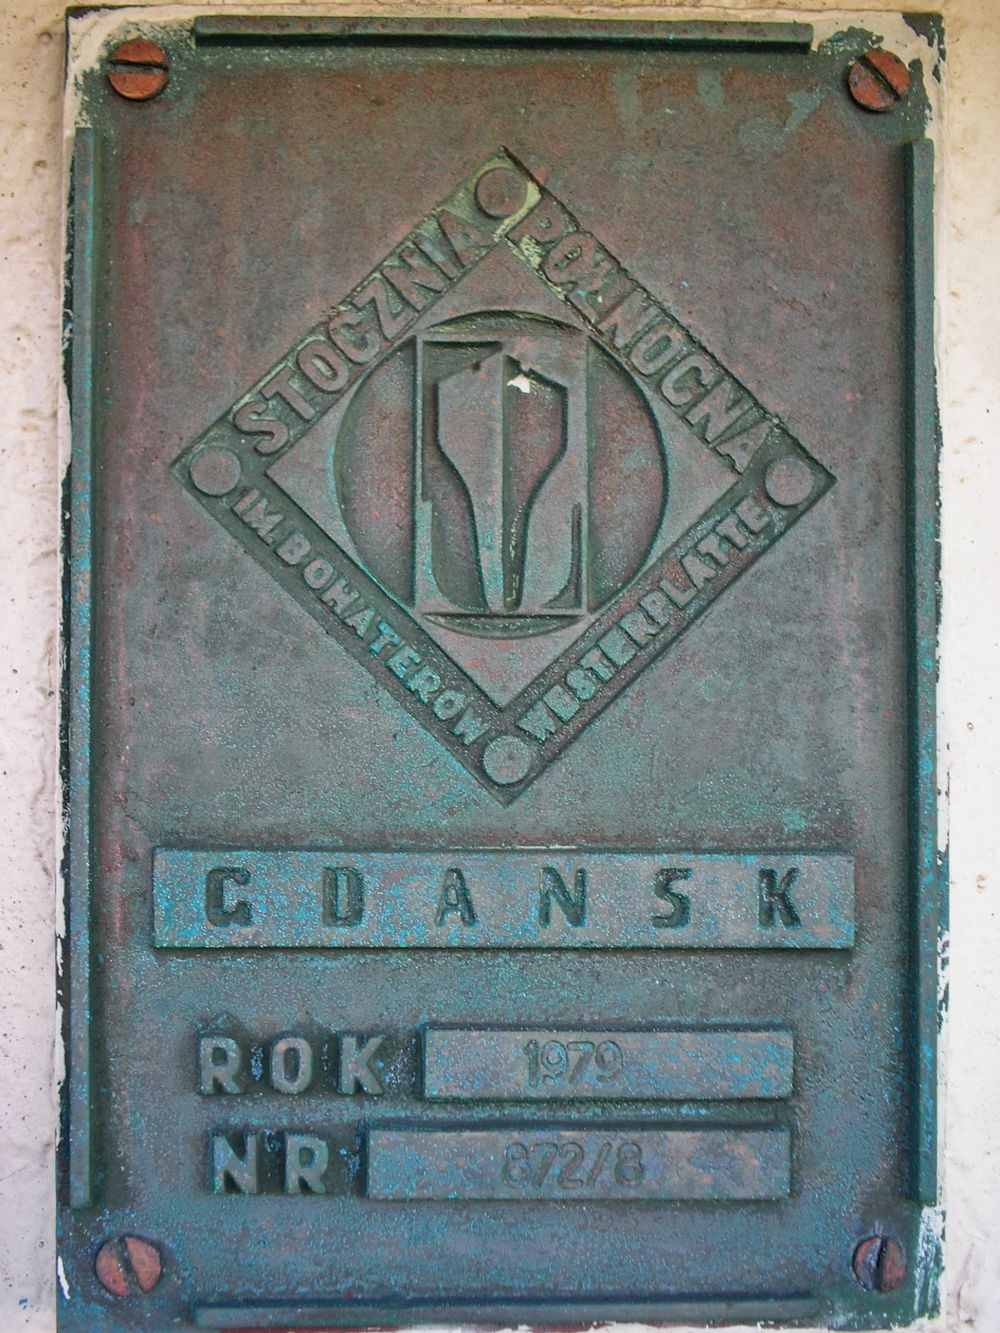 STOCZNIA PÓŁNOCNA
IM. BOHATERÓW WESTERPLATTE
GDANSK
ROK 1979
NR 872/8